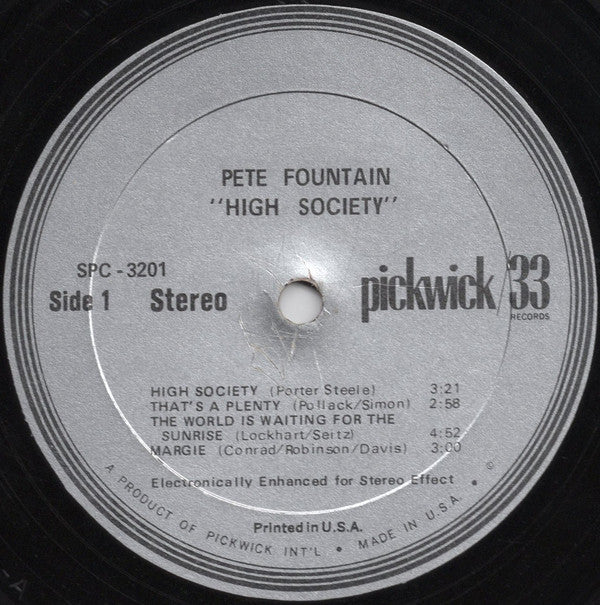 PETE FOUNTAIN
"HIGH SOCIETY"
SPC - 3201
Side 1 Stereo
pickwick/33
RECORDS
HIGH SOCIETY (Porter Steele) 3:21
THAT'S A PLENTY (Pollack/Simon) 2:58
THE WORLD IS WAITING FOR THE
SUNRISE (Lockhart/Seitz) 4:52
MARGIE (Conrad/Robinson/Davis) 3:00
Electronically Enhanced for Stereo Effect
Printed in U.S.A.
A PRODUCT OF PICKWICK INT'L • MADE IN U.S.A. • ©
-A